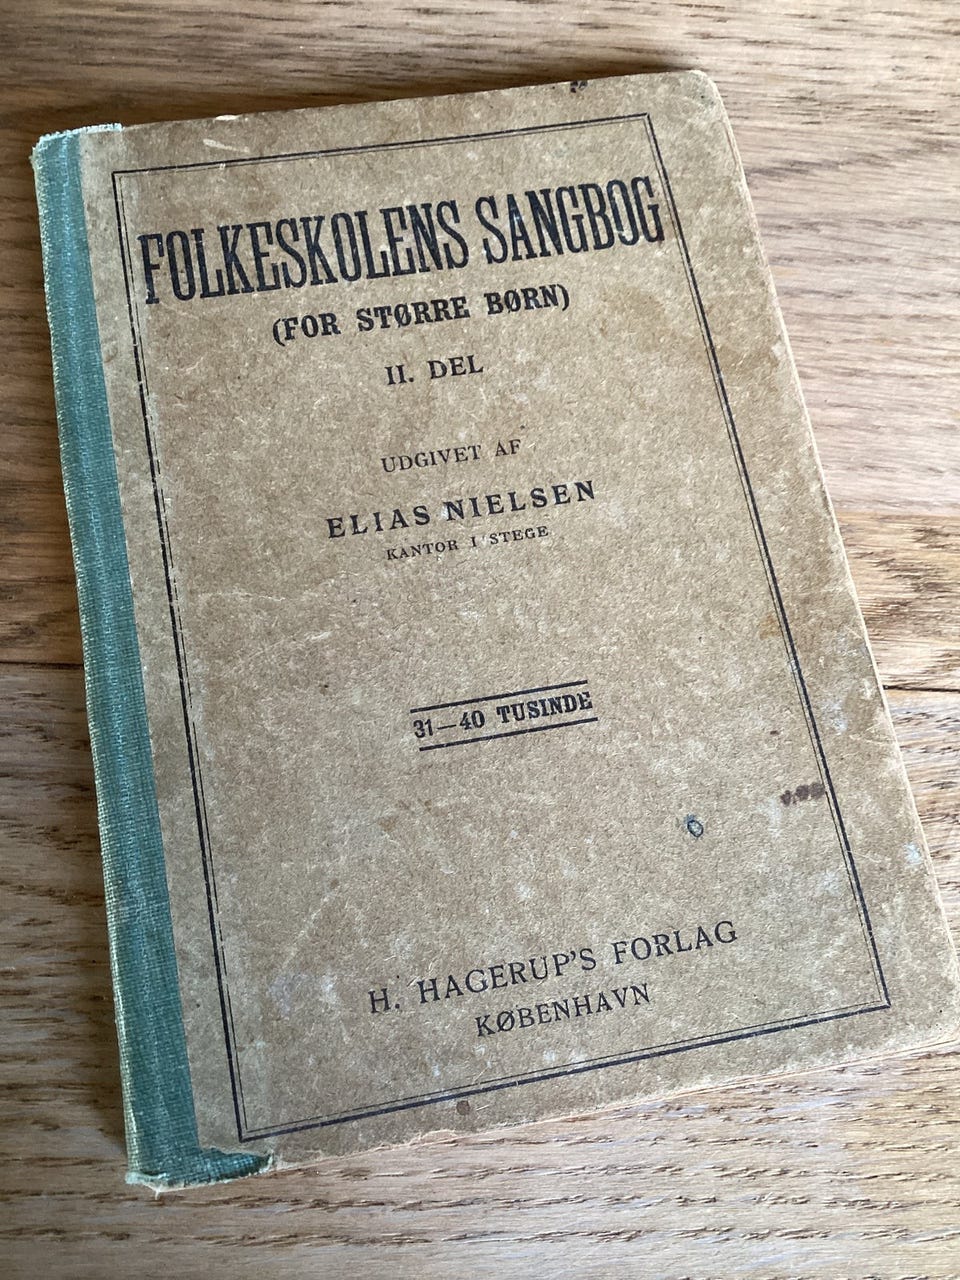 FOLKESKOLENS SANGBOG
(FOR STØRRE BØRN)
II. DEL
UDGIVET AF
ELIAS NIELSEN
KANTOR I STEGE
31—40 TUSINDE
H. HAGERUP'S FORLAG
KØBENHAVN